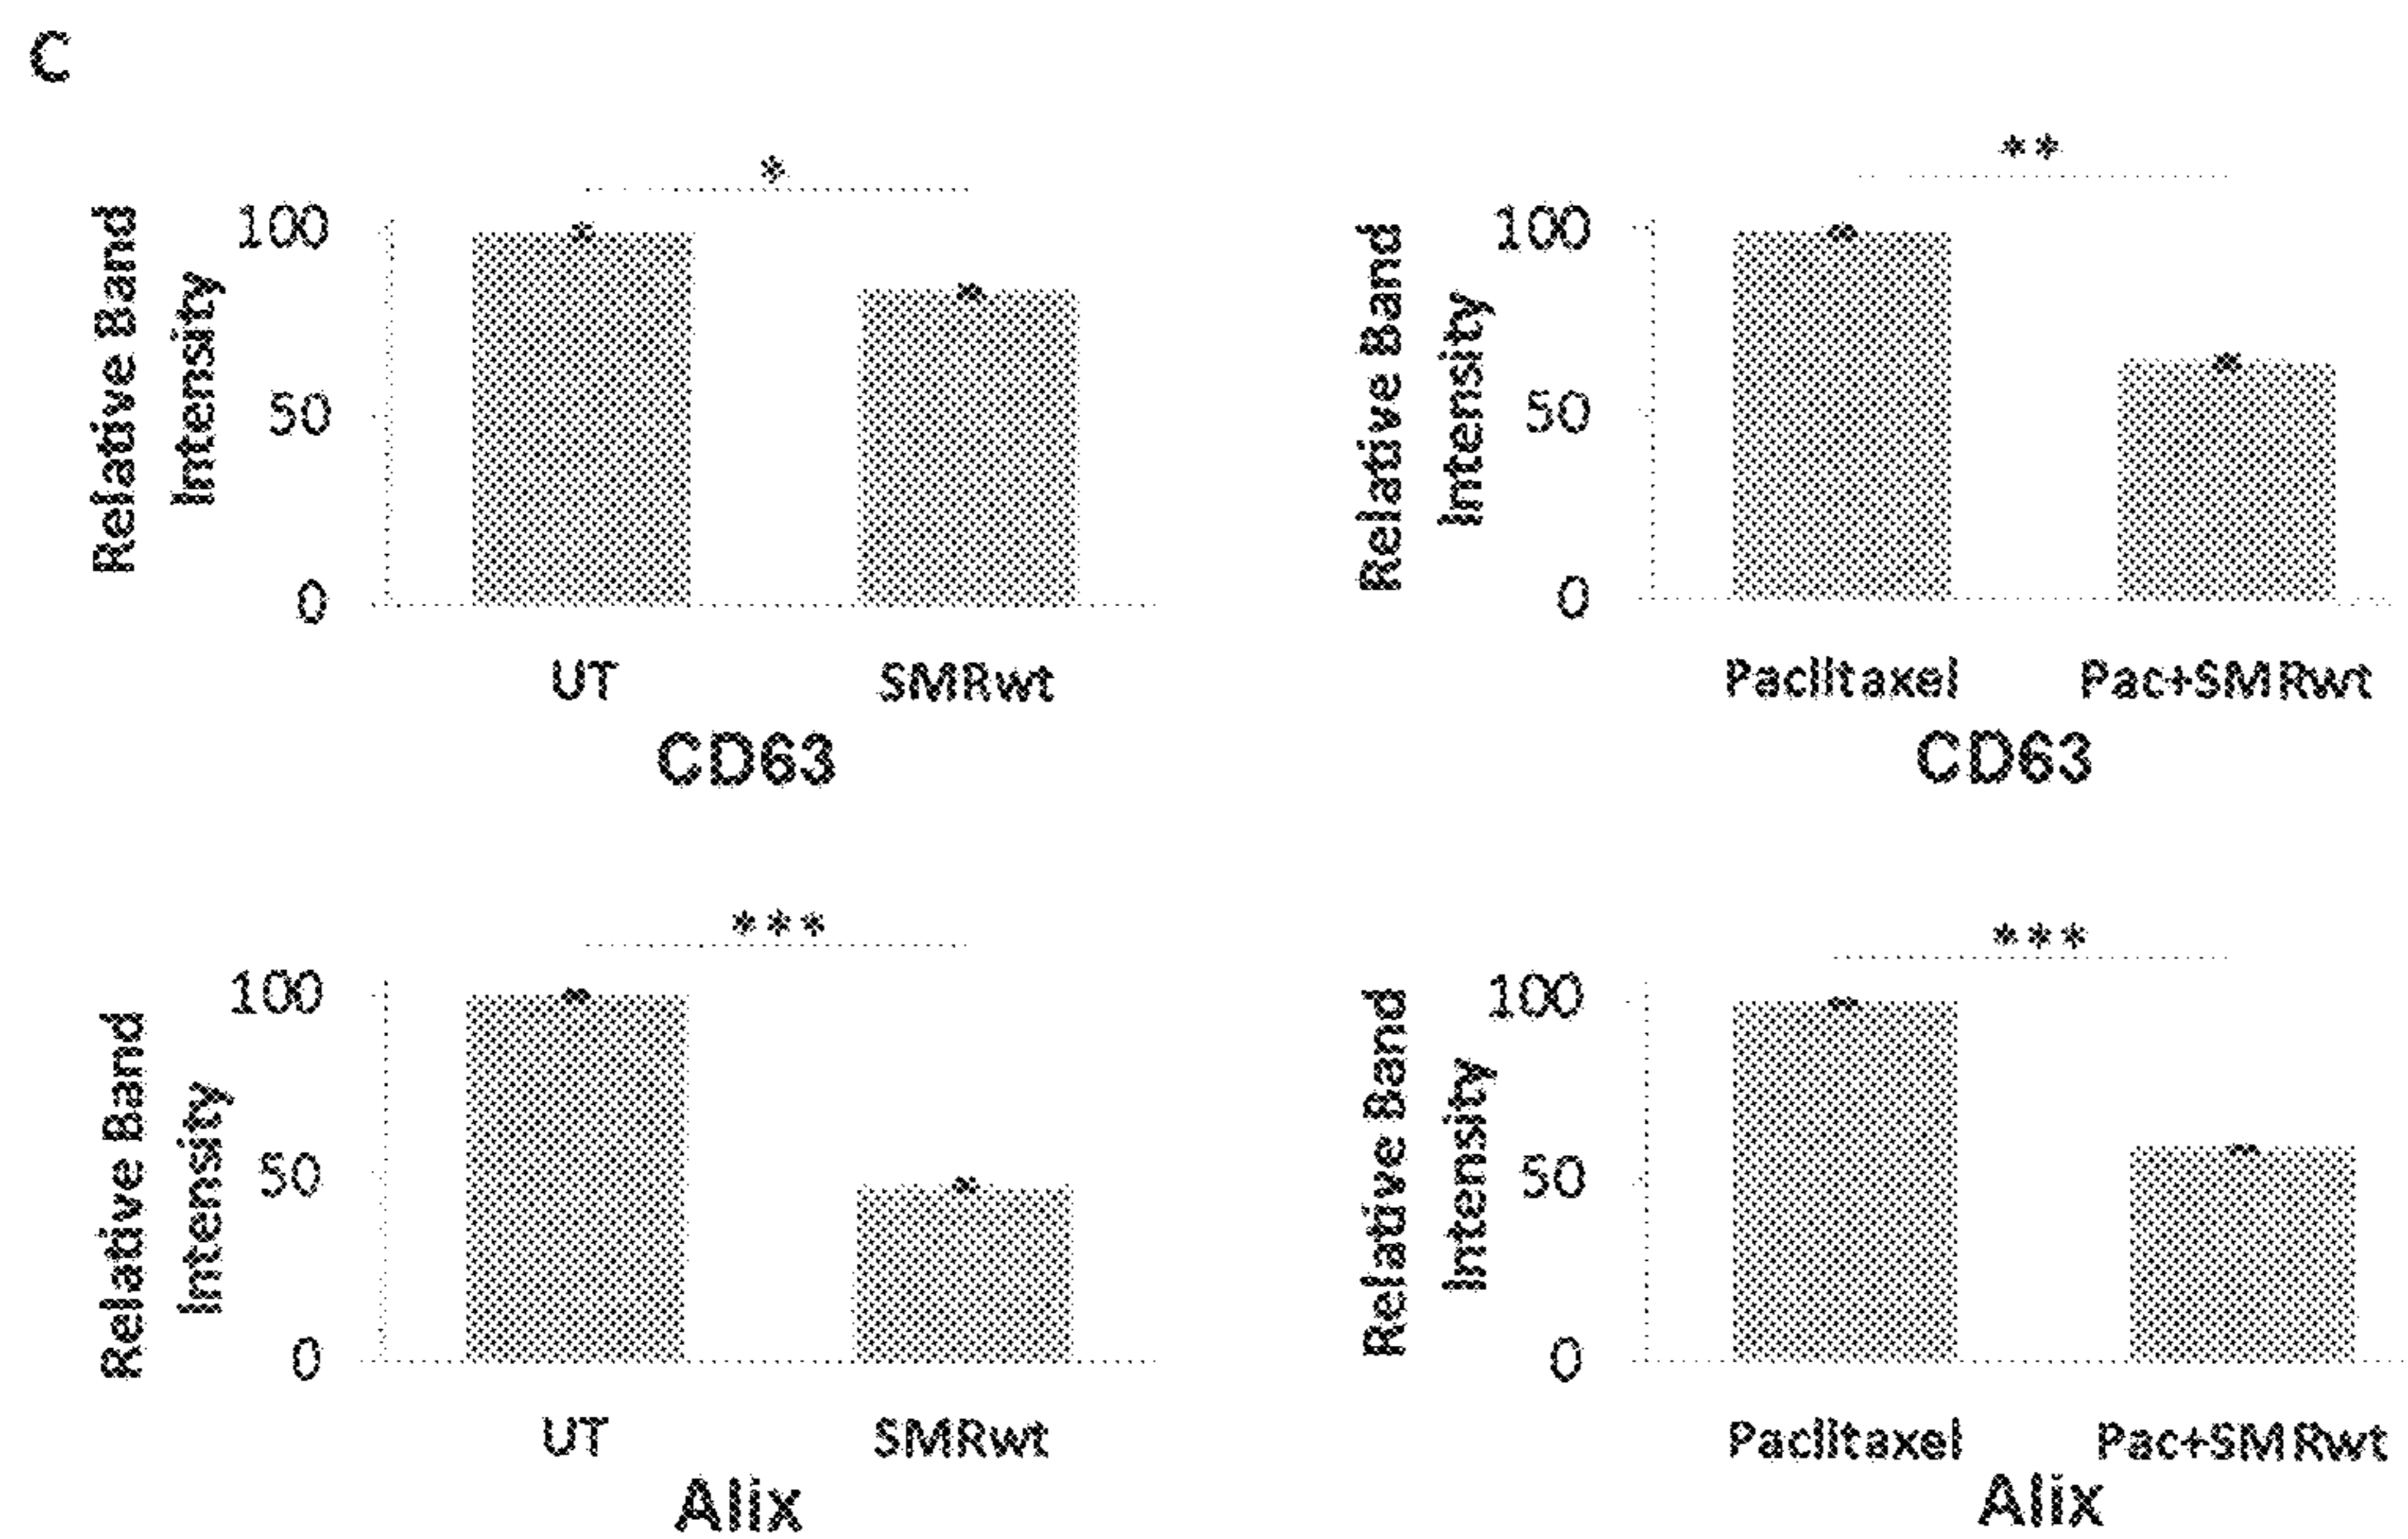 C
*
Relative Band
Intensity
100
50
0
UT SMRwt
CD63
**
Relative Band
Intensity
100
50
0
Paclitaxel Pac+SMRwt
CD63
***
Relative Band
Intensity
100
50
0
UT SMRwt
Alix
***
Relative Band
Intensity
100
50
0
Paclitaxel Pac+SMRwt
Alix